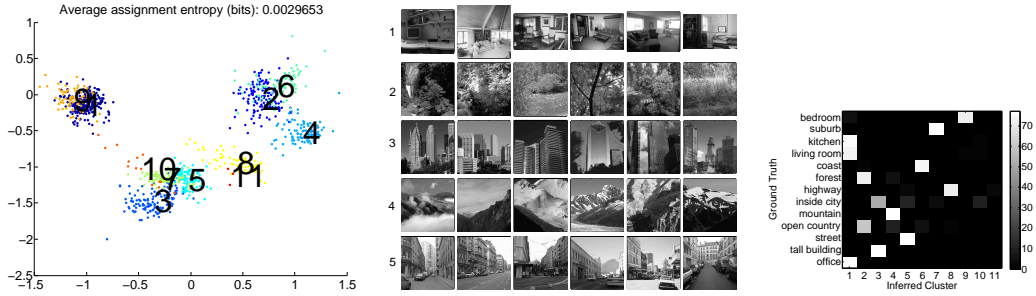 Average assignment entropy (bits): 0.0029653
1
0.5
0
−0.5
−1
−1.5
−2
−2.5
−1.5
−1
−0.5
0
0.5
1
1.5
9
1
2
6
4
10
7
5
8
11
3
1
2
3
4
5
bedroom
suburb
kitchen
living room
coast
forest
highway
inside city
mountain
open country
street
tall building
office
Ground Truth
1 2 3 4 5 6 7 8 9 10 11
Inferred Cluster
70
60
50
40
30
20
10
0